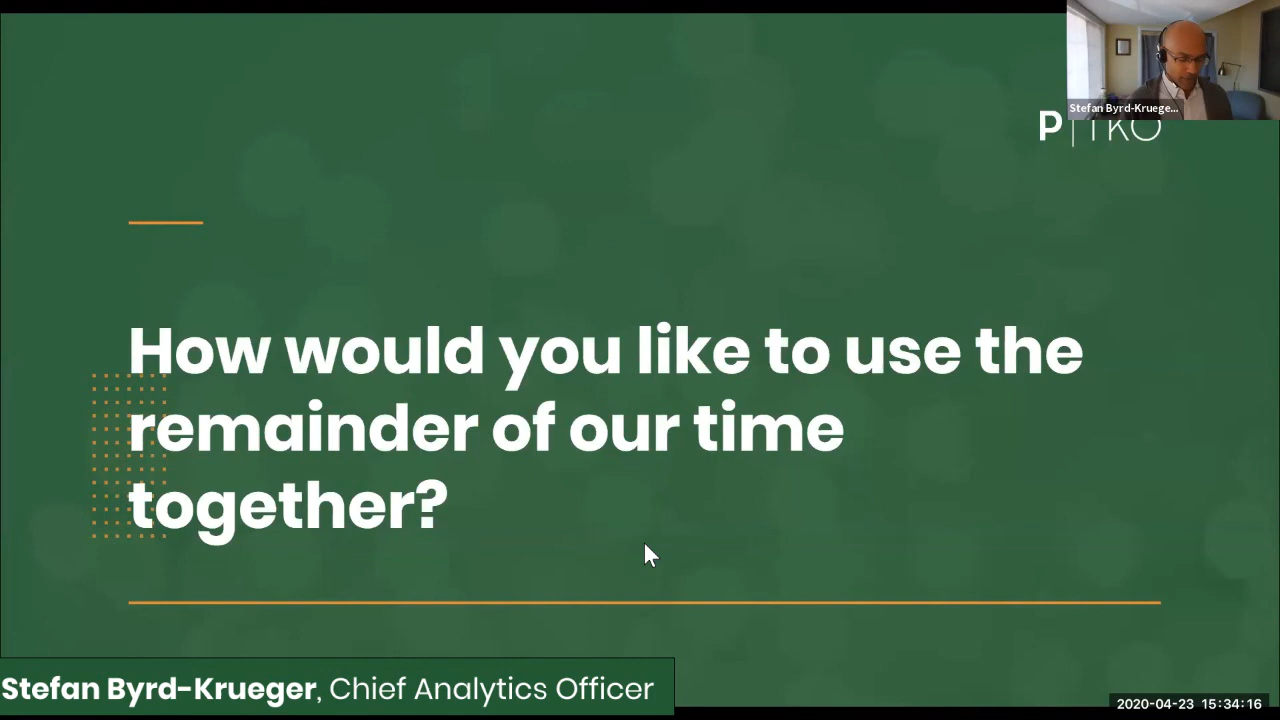 Stefan Byrd-Kruege...
P|TKO
How would you like to use the
remainder of our time
together?
Stefan Byrd-Krueger, Chief Analytics Officer
2020-04-23 15:34:16